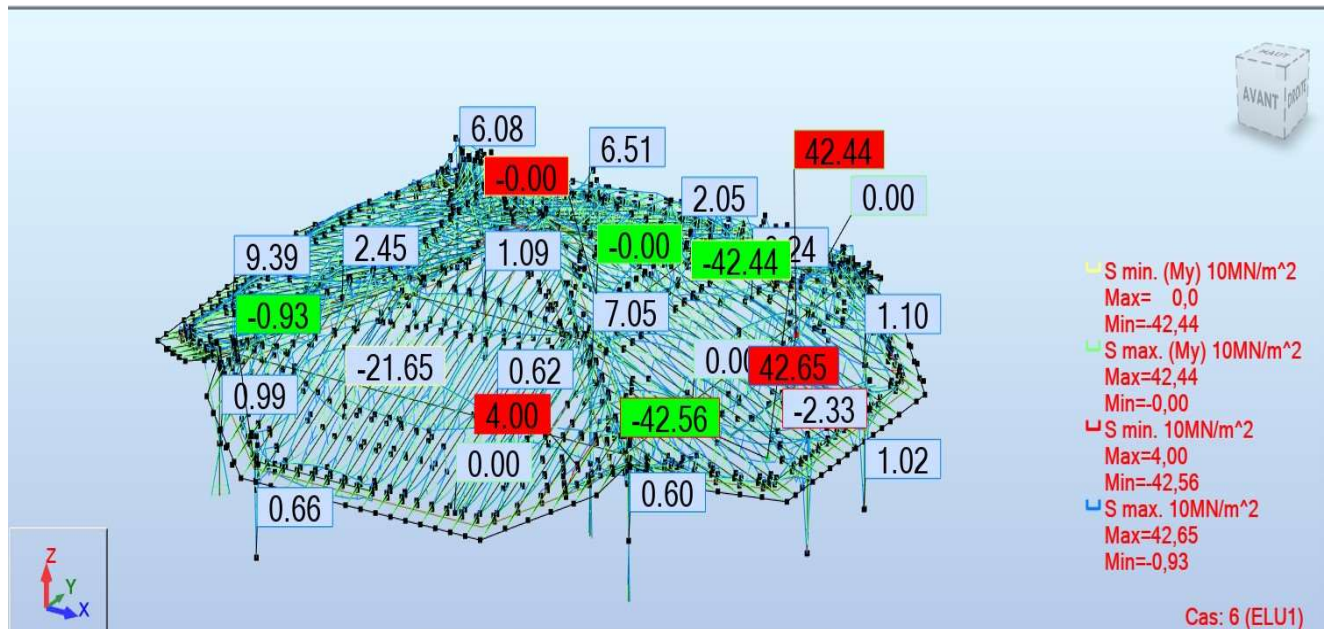 HAUT
AVANT
DROITE
6.08
6.51
42.44
-0.00
2.05
0.00
9.39
2.45
1.09
-0.00
-42.44
24
-0.93
7.05
1.10
-21.65
0.62
0.00
42.65
0.99
4.00
-42.56
-2.33
0.00
1.02
0.66
0.60
S min. (My) 10MN/m^2
Max= 0,0
Min=-42,44
S max. (My) 10MN/m^2
Max=42,44
Min=-0,00
S min. 10MN/m^2
Max=4,00
Min=-42,56
S max. 10MN/m^2
Max=42,65
Min=-0,93
Z
Y
X
Cas: 6 (ELU1)